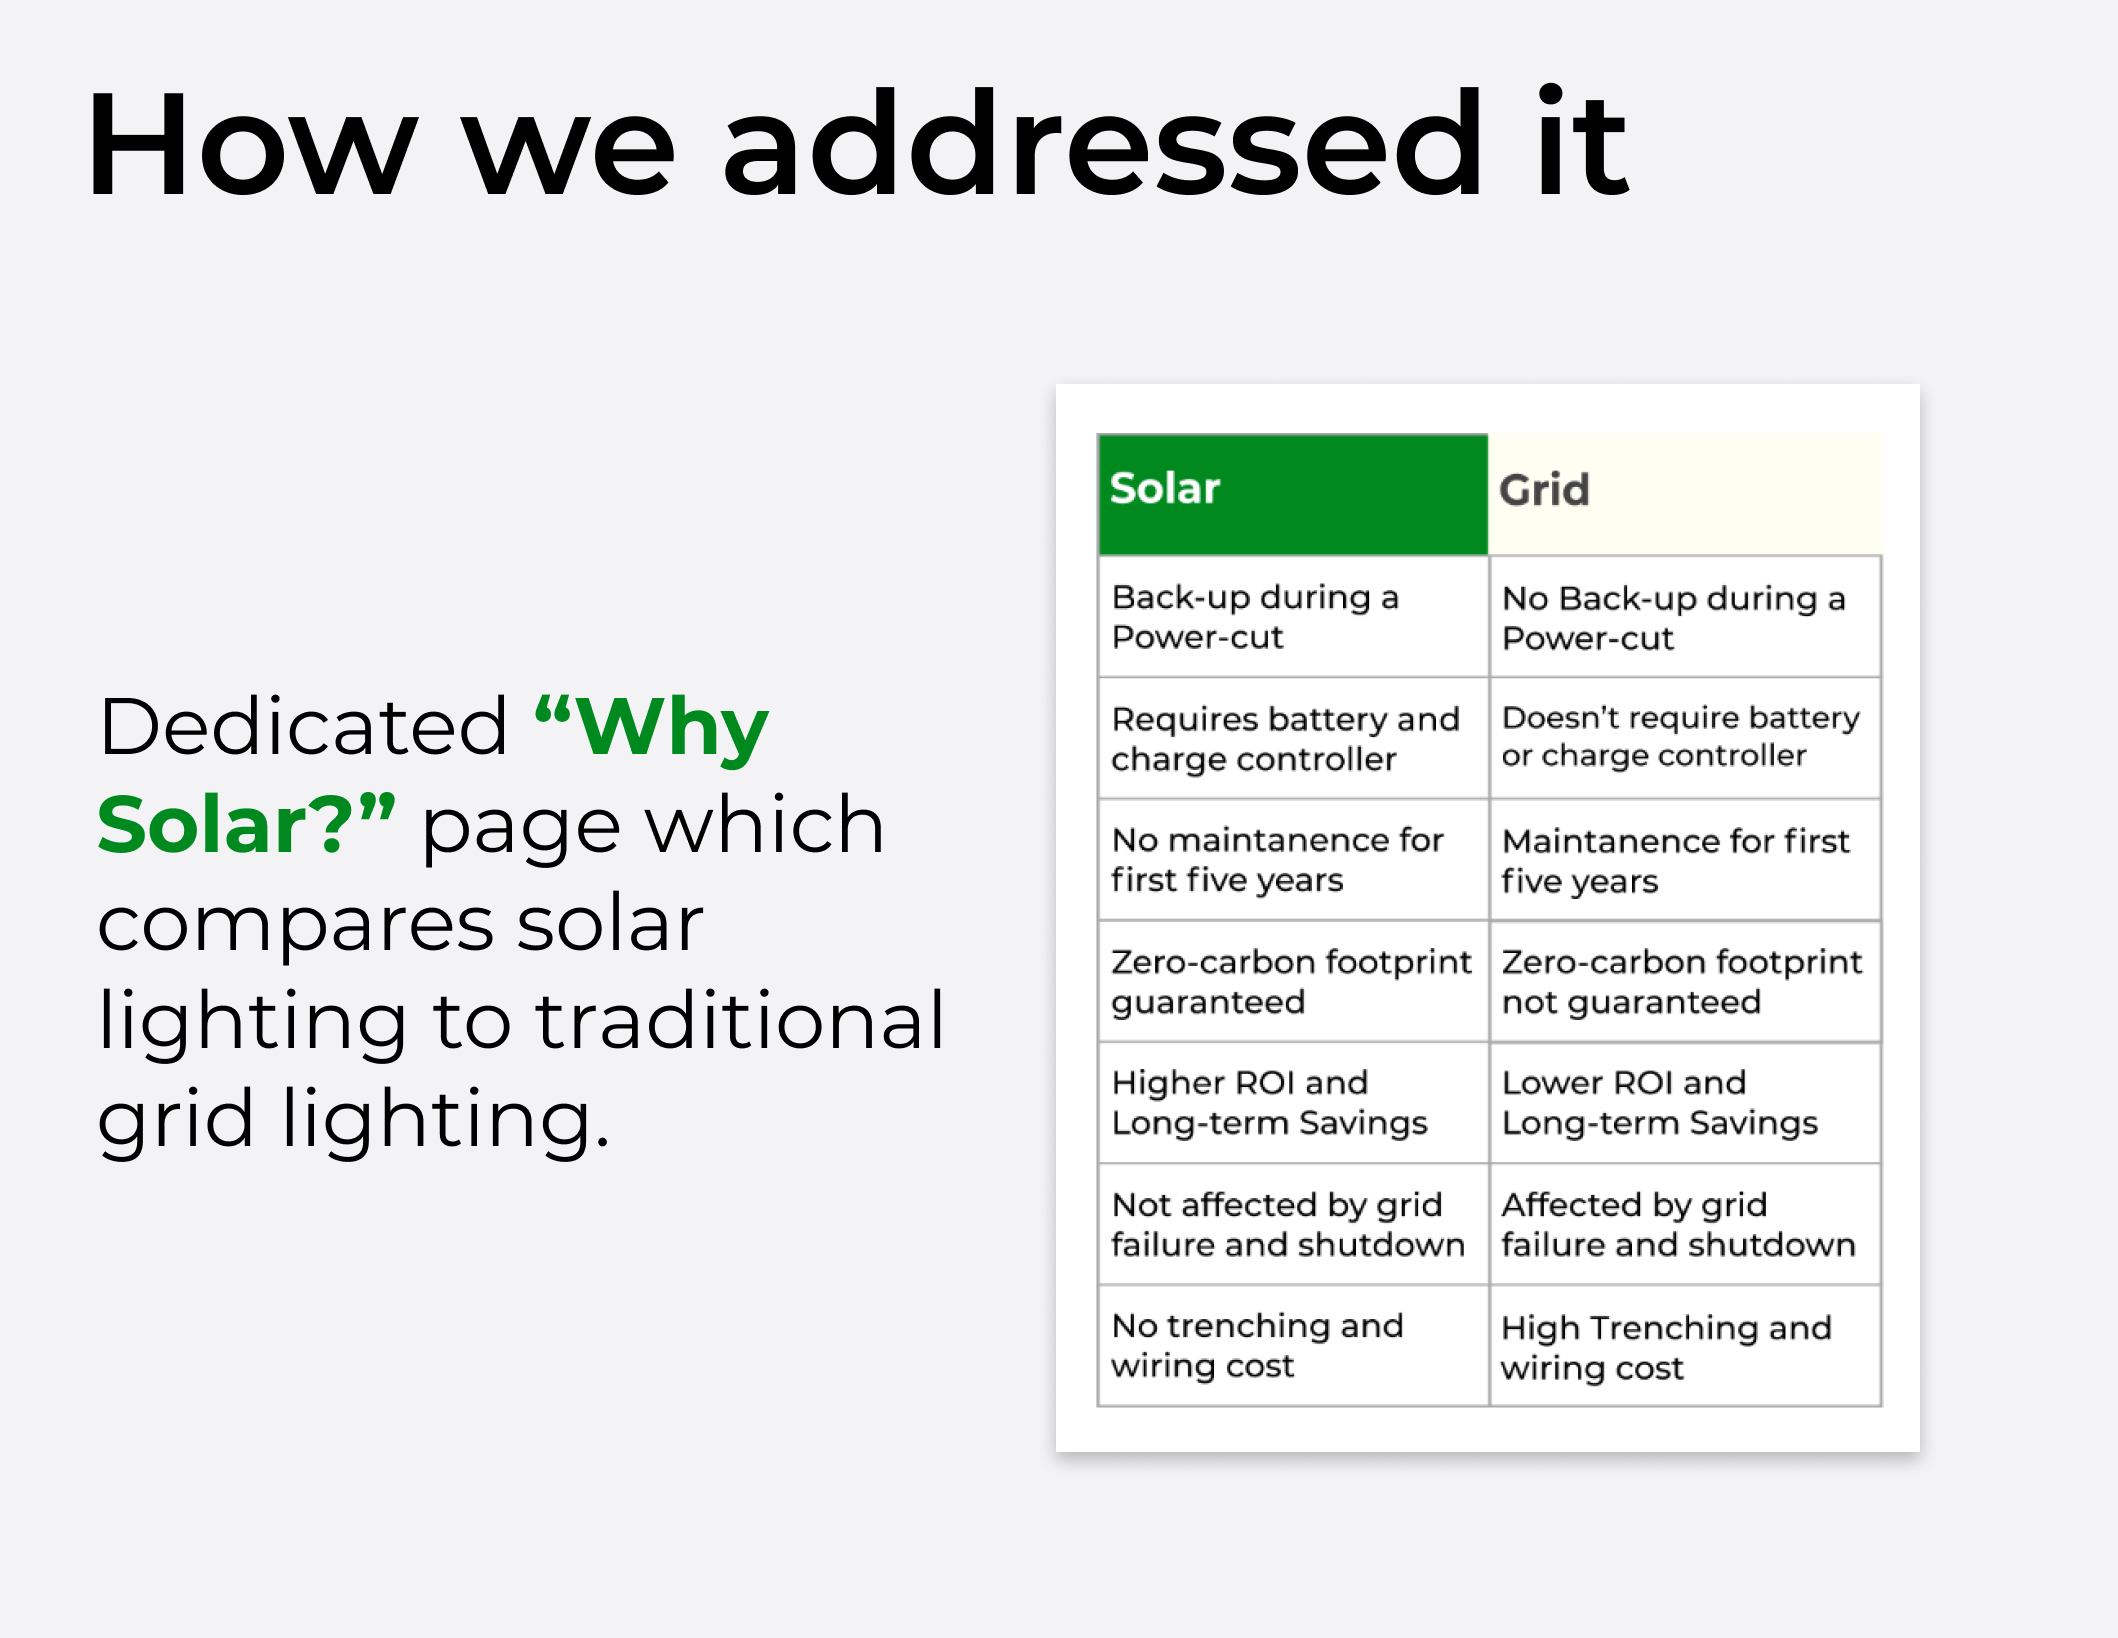 How we addressed it
Dedicated “Why
Solar?” page which
compares solar
lighting to traditional
grid lighting.
Solar
Grid
Back-up during a
Power-cut
No Back-up during a
Power-cut
Requires battery and
charge controller
Doesn’t require battery
or charge controller
No maintanence for
first five years
Maintanence for first
five years
Zero-carbon footprint
guaranteed
Zero-carbon footprint
not guaranteed
Higher ROI and
Long-term Savings
Lower ROI and
Long-term Savings
Not affected by grid
failure and shutdown
Affected by grid
failure and shutdown
No trenching and
wiring cost
High Trenching and
wiring cost